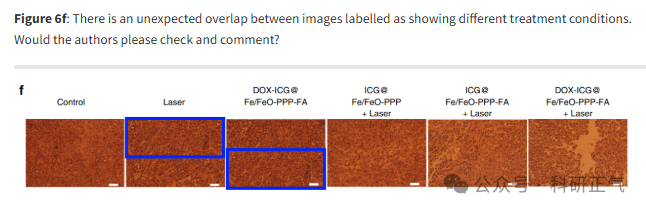 Figure 6f: There is an unexpected overlap between images labelled as showing different treatment conditions.
Would the authors please check and comment?
f
Control
Laser
DOX-ICG@
Fe/FeO-PPP-FA
ICG@
Fe/FeO-PPP
+ Laser
ICG@
Fe/FeO-PPP-FA
+ Laser
DOX-ICG@
Fe/FeO-PPP-FA
+ Laser
公众号 · 科研正气